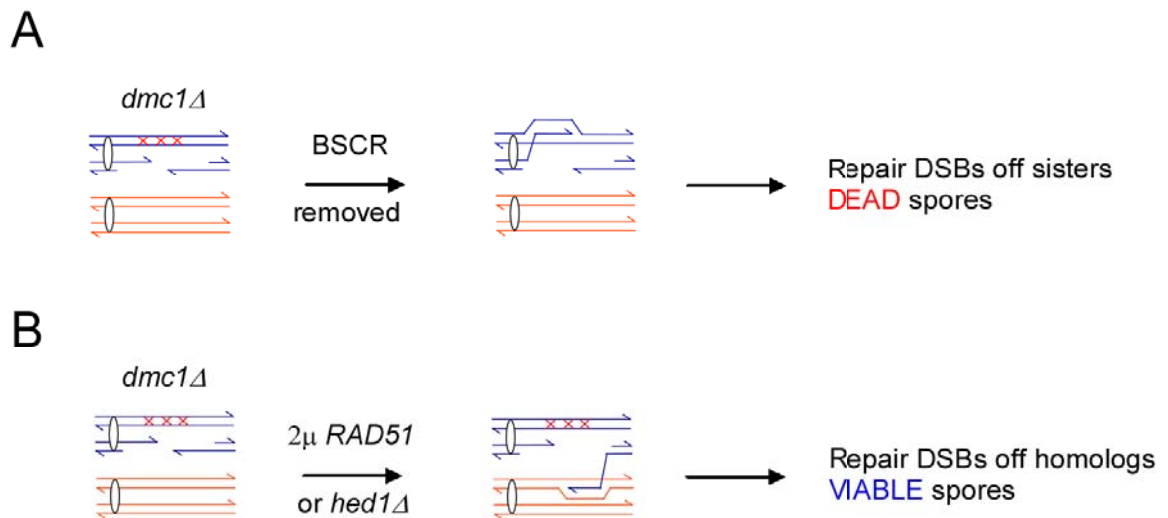 A
dmc1Δ
BSCR
removed
Repair DSBs off sisters
DEAD spores
B
dmc1Δ
2μ RAD51
or hed1Δ
Repair DSBs off homologs
VIABLE spores